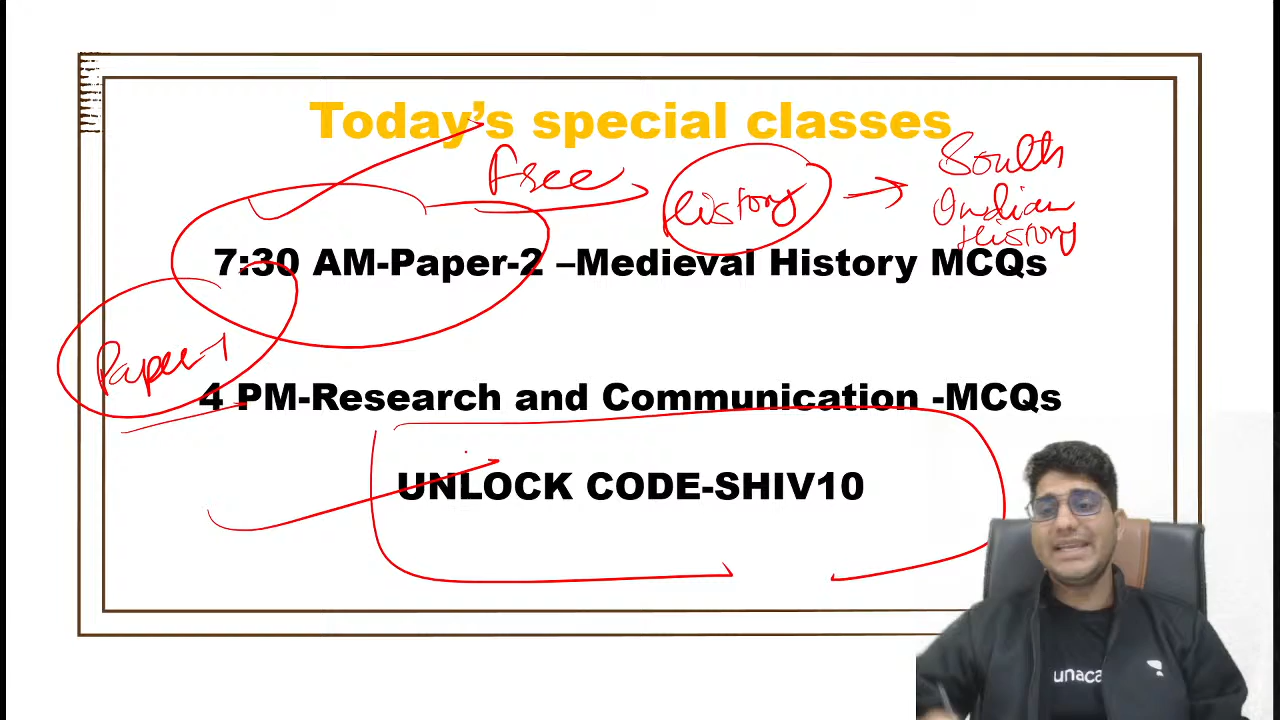 Today's special classes
Free
History
South
Indian
History
7:30 AM-Paper-2 –Medieval History MCQs
Paper-1
4 PM-Research and Communication -MCQs
UNLOCK CODE-SHIV10
unaca